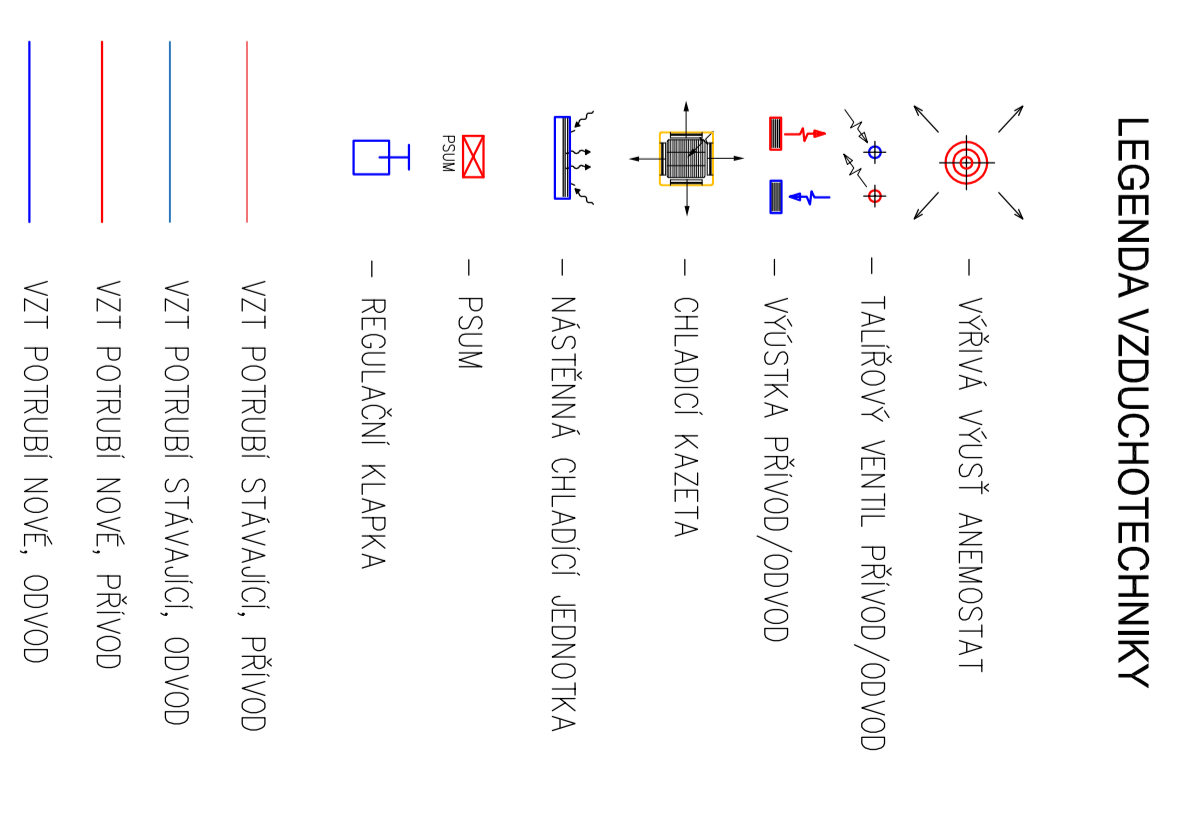 LEGENDA VZDUCHOTECHNIKY
– VÝŘIVÁ VÝUSŤ ANEMOSTAT
– TALÍŘOVÝ VENTIL PŘÍVOD/ODVOD
– VÝÚSTKA PŘÍVOD/ODVOD
– CHLADICÍ KAZETA
– NÁSTĚNNÁ CHLADÍCÍ JEDNOTKA
PSUM – PSUM
– REGULAČNÍ KLAPKA
VZT POTRUBÍ STÁVAJÍCÍ, PŘÍVOD
VZT POTRUBÍ STÁVAJÍCÍ, ODVOD
VZT POTRUBÍ NOVÉ, PŘÍVOD
VZT POTRUBÍ NOVÉ, ODVOD